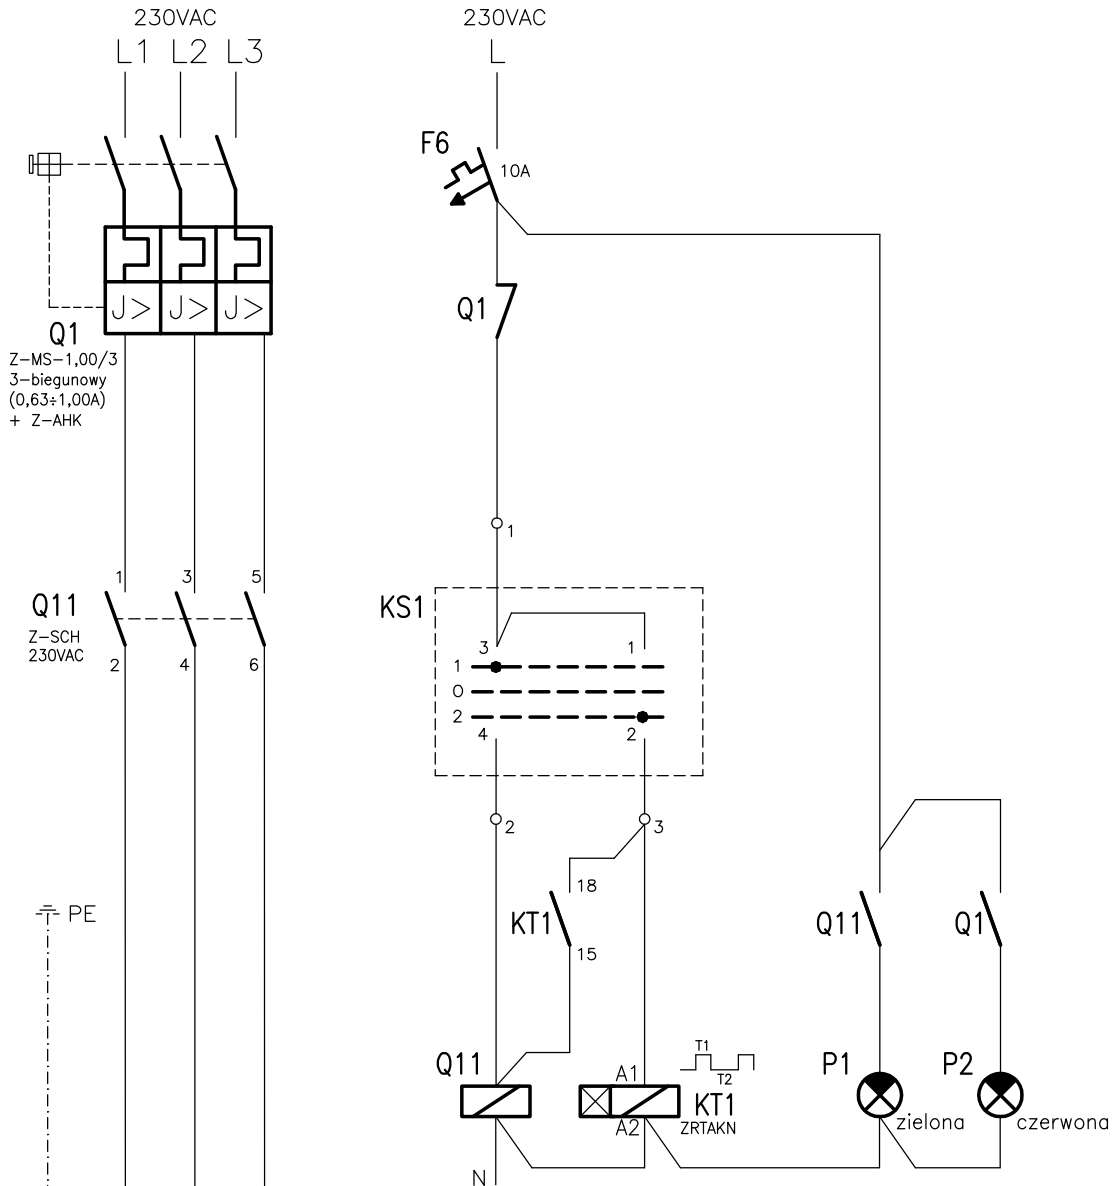 230VAC
L1 L2 L3
230VAC
L
F6
10A
J> J> J>
Q1
Z-MS-1,00/3
3-biegunowy
(0,63÷1,00A)
+ Z-AHK
Q1
1
Q11
Z-SCH
230VAC
1 3 5
2 4 6
KS1
3 1
1
0
2
4 2
2 3
PE
KT1
18
15
Q11 Q1
Q11
A1
A2
T1
T2
KT1
ZRTAKN
P1
zielona
P2
czerwona
N